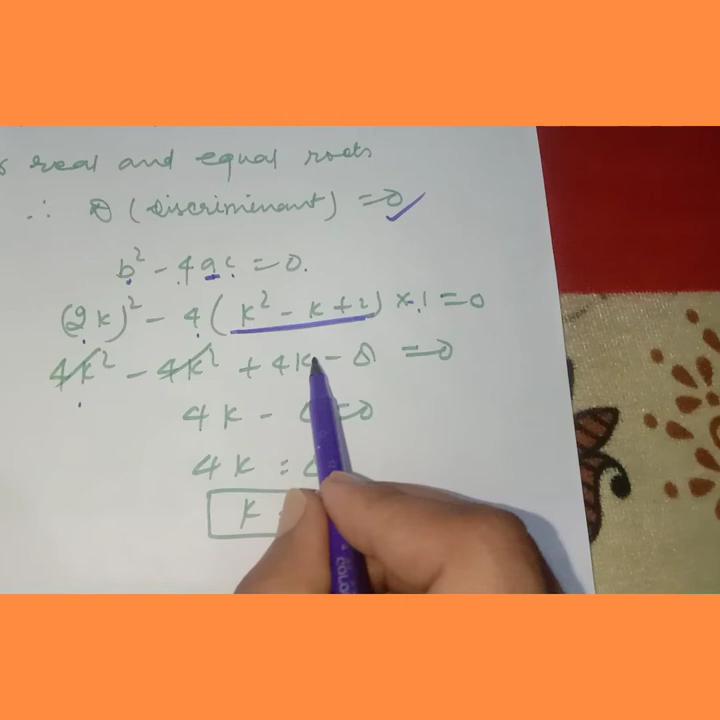 s real and equal roots
∴ D (Discriminant) = 0
b² - 4ac = 0.
(2k)² - 4 (k² - k + 2) × 1 = 0
4k² - 4k² + 4k - 8 = 0
4k - = 0
4k =
k
COLO